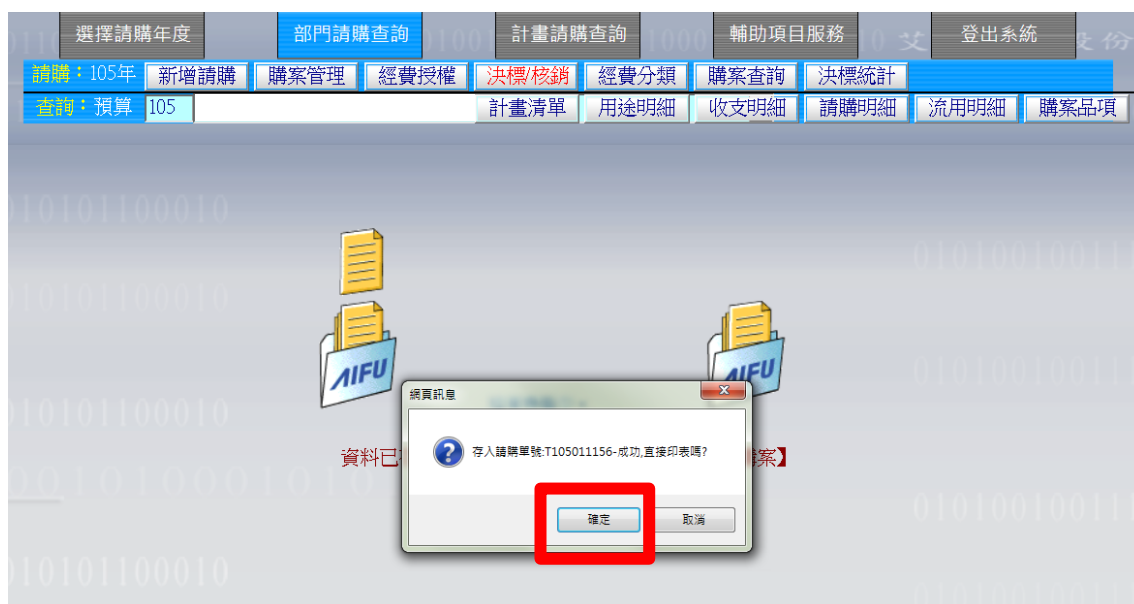 選擇請購年度 部門請購查詢 計畫請購查詢 輔助項目服務 登出系統
請購：105年 新增請購 購案管理 經費授權 決標/核銷 經費分類 購案查詢 決標統計
查詢：預算 105 計畫清單 用途明細 收支明細 請購明細 流用明細 購案品項
010101100010
010100100111
AIFU
AIFU
網頁訊息
存入請購單號:T105011156-成功,直接印表嗎?
資料已 購案】
確定 取消
010101100010